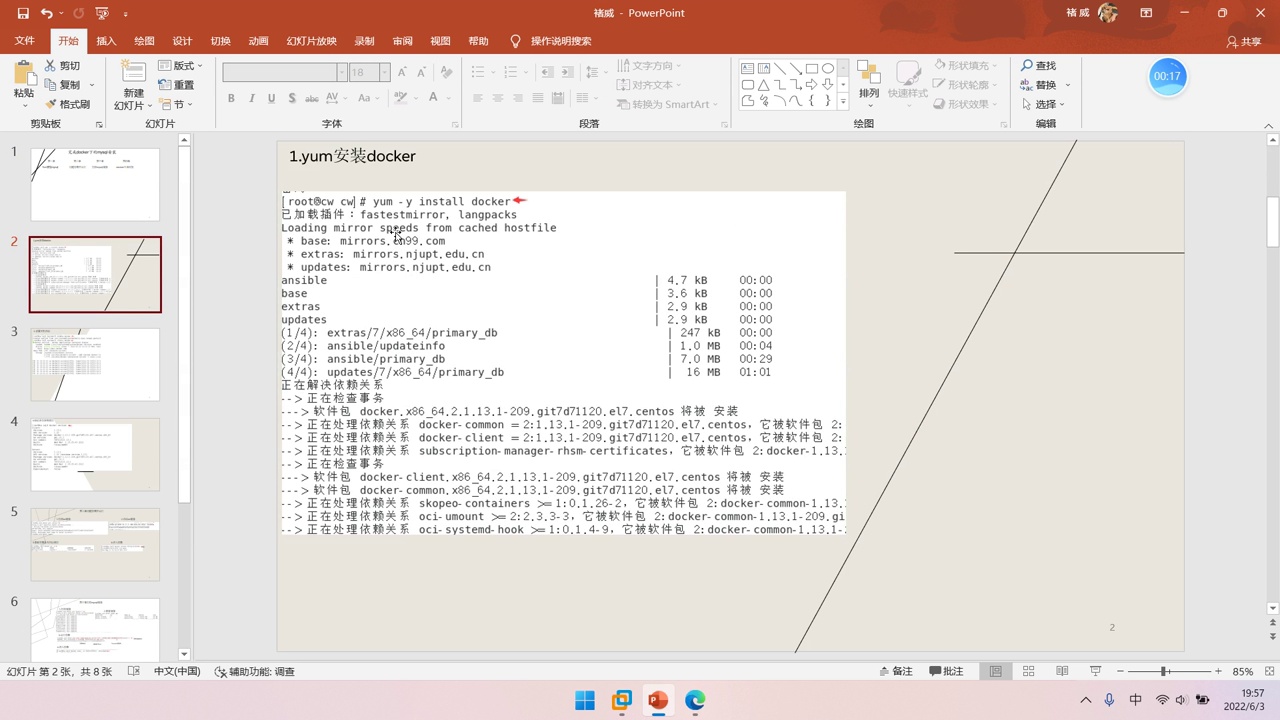 褚威 - PowerPoint
褚 威
文件 开始 插入 绘图 设计 切换 动画 幻灯片放映 录制 审阅 视图 帮助 操作说明搜索 共享
粘贴 剪切 复制 格式刷
新建 幻灯片 版式 重置 节
18
文字方向 对齐文本 转换为 SmartArt
排列 快速样式 形状填充 形状轮廓 形状效果
查找 替换 选择
00:17
剪贴板 幻灯片 字体 段落 绘图 编辑
1
2
3
4
5
6
1.yum安装docker
[root@cw cw]# yum -y install docker
已加载插件：fastestmirror, langpacks
Loading mirror speeds from cached hostfile
* base: mirrors.cn99.com
* extras: mirrors.njupt.edu.cn
* updates: mirrors.njupt.edu.cn
ansible | 4.7 kB 00:00
base | 3.6 kB 00:00
extras | 2.9 kB 00:00
updates | 2.9 kB 00:00
(1/4): extras/7/x86_64/primary_db | 247 kB 00:00
(2/4): ansible/updateinfo | 1.0 MB 00:04
(3/4): ansible/primary_db | 7.0 MB 00:29
(4/4): updates/7/x86_64/primary_db | 16 MB 01:01
正在解决依赖关系
--> 正在检查事务
---> 软件包 docker.x86_64.2.1.13.1-209.git7d71120.el7.centos 将被 安装
--> 正在处理依赖关系 docker-common = 2:1.13.1-209.git7d71120.el7.centos，它被软件包 2:
--> 正在处理依赖关系 docker-client = 2:1.13.1-209.git7d71120.el7.centos，它被软件包 2:
--> 正在处理依赖关系 subscription-manager-rhsm-certificates，它被软件包 2:docker-1.13.
--> 正在检查事务
---> 软件包 docker-client.x86_64.2.1.13.1-209.git7d71120.el7.centos 将被 安装
---> 软件包 docker-common.x86_64.2.1.13.1-209.git7d71120.el7.centos 将被 安装
--> 正在处理依赖关系 skopeo-containers >= 1:0.1.26-2，它被软件包 2:docker-common-1.13.
--> 正在处理依赖关系 oci-umount >= 2:2.3.3-3，它被软件包 2:docker-common-1.13.1-209.gi
--> 正在处理依赖关系 oci-systemd-hook >= 1:0.1.4-9，它被软件包 2:docker-common-1.13.1-
2
幻灯片 第 2 张，共 8 张 中文(中国) 辅助功能: 调查 备注 批注 85%
中
19:57
2022/6/3